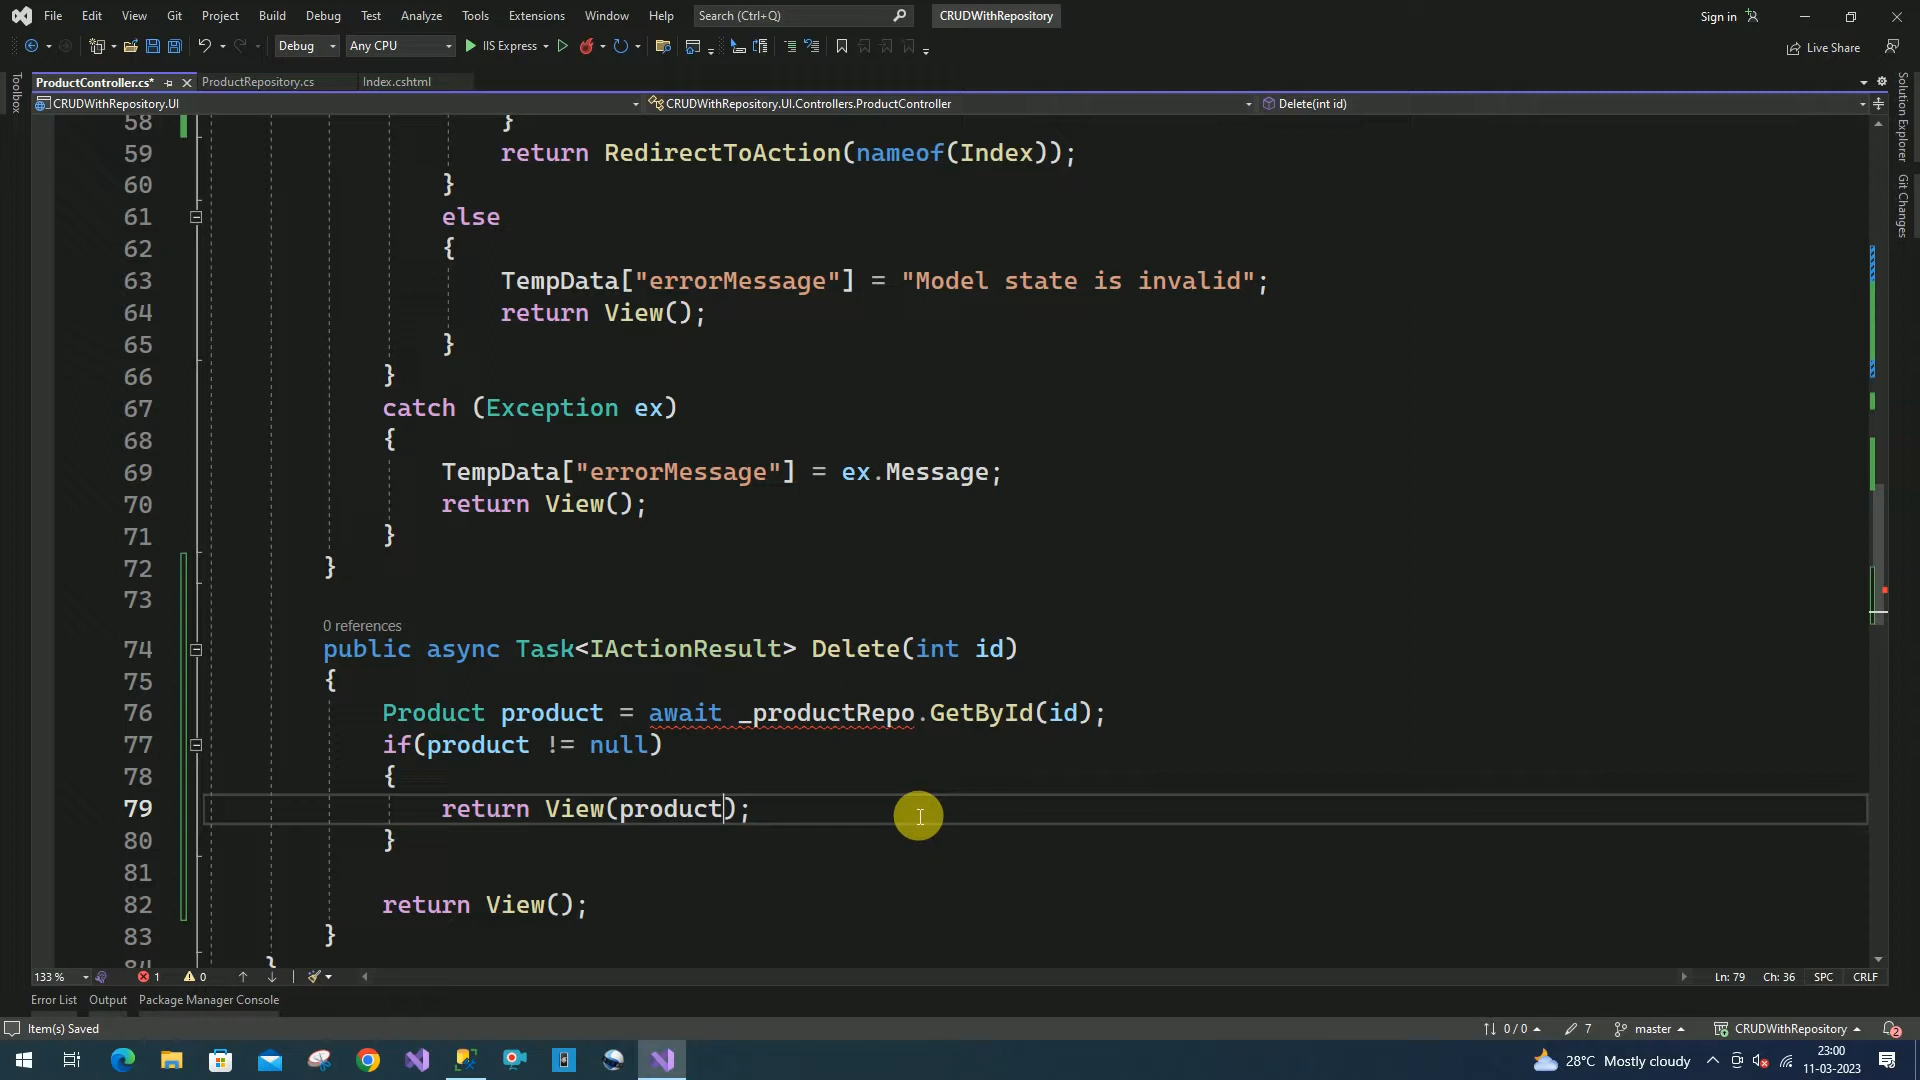 File Edit View Git Project Build Debug Test Analyze Tools Extensions Window Help Search (Ctrl+Q) CRUDWithRepository Sign in
Debug Any CPU IIS Express Live Share
ProductController.cs* ProductRepository.cs Index.cshtml
CRUDWithRepository.UI CRUDWithRepository.UI.Controllers.ProductController Delete(int id)
Toolbox
Solution Explorer
Git Changes
58 }
59 return RedirectToAction(nameof(Index));
60 }
61 else
62 {
63 TempData["errorMessage"] = "Model state is invalid";
64 return View();
65 }
66 }
67 catch (Exception ex)
68 {
69 TempData["errorMessage"] = ex.Message;
70 return View();
71 }
72 }
73
0 references
74 public async Task<IActionResult> Delete(int id)
75 {
76 Product product = await _productRepo.GetById(id);
77 if(product != null)
78 {
79 return View(product);
80 }
81
82 return View();
83 }
84 }
133 % 1 0 Ln: 79 Ch: 36 SPC CRLF
Error List Output Package Manager Console
Item(s) Saved 0 / 0 7 master CRUDWithRepository 2
28°C Mostly cloudy 23:00
11-03-2023